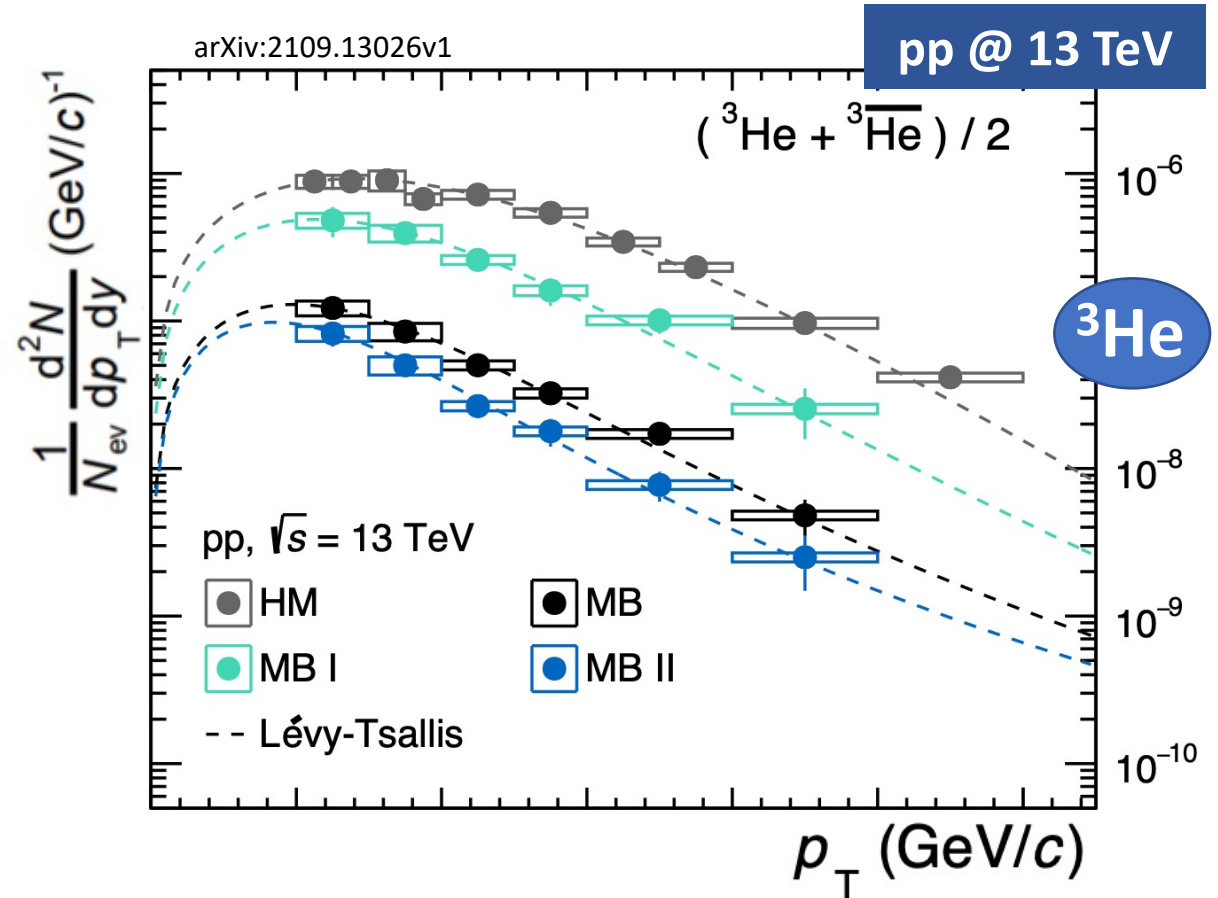 arXiv:2109.13026v1
pp @ 13 TeV
(³He + ³H̅e̅) / 2
1/N_ev d²N/dp_T dy (GeV/c)⁻¹
10⁻⁶
³He
10⁻⁸
10⁻⁹
10⁻¹⁰
pp, √s = 13 TeV
HM
MB
MB I
MB II
-- Lévy-Tsallis
p_T (GeV/c)